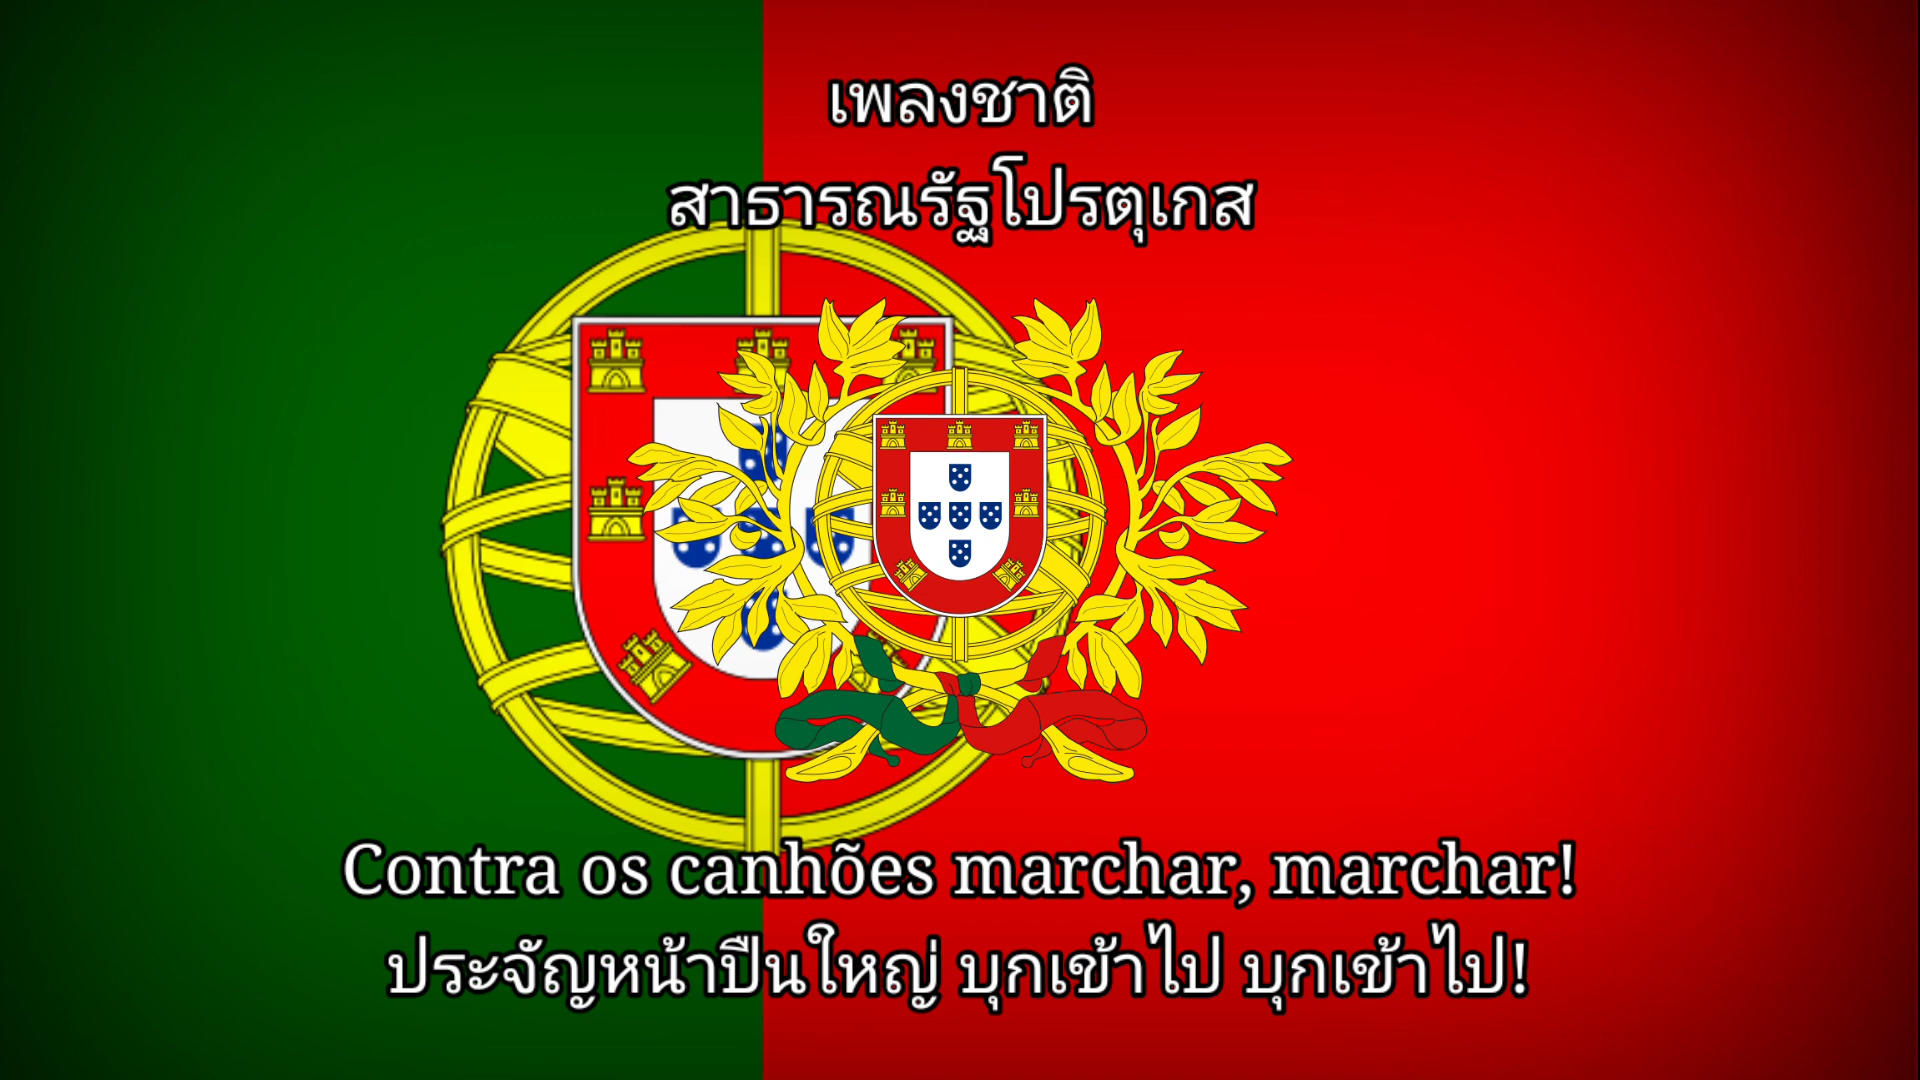 เพลงชาติ
สาธารณรัฐโปรตุเกส
Contra os canhões marchar, marchar!
ประจัญหน้าปืนใหญ่ บุกเข้าไป บุกเข้าไป!